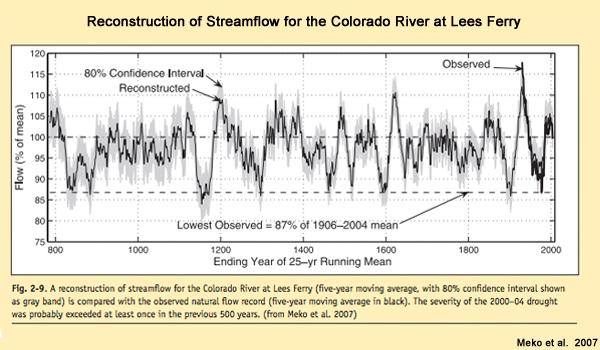 Reconstruction of Streamflow for the Colorado River at Lees Ferry
120
115
110
105
100
95
90
85
80
75
Flow (% of mean)
80% Confidence Interval
Reconstructed
Observed
Lowest Observed = 87% of 1906–2004 mean
800 1000 1200 1400 1600 1800 2000
Ending Year of 25–yr Running Mean
Fig. 2-9. A reconstruction of streamflow for the Colorado River at Lees Ferry (five-year moving average, with 80% confidence interval shown
as gray band) is compared with the observed natural flow record (five-year moving average in black). The severity of the 2000–04 drought
was probably exceeded at least once in the previous 500 years. (from Meko et al. 2007)
Meko et al. 2007